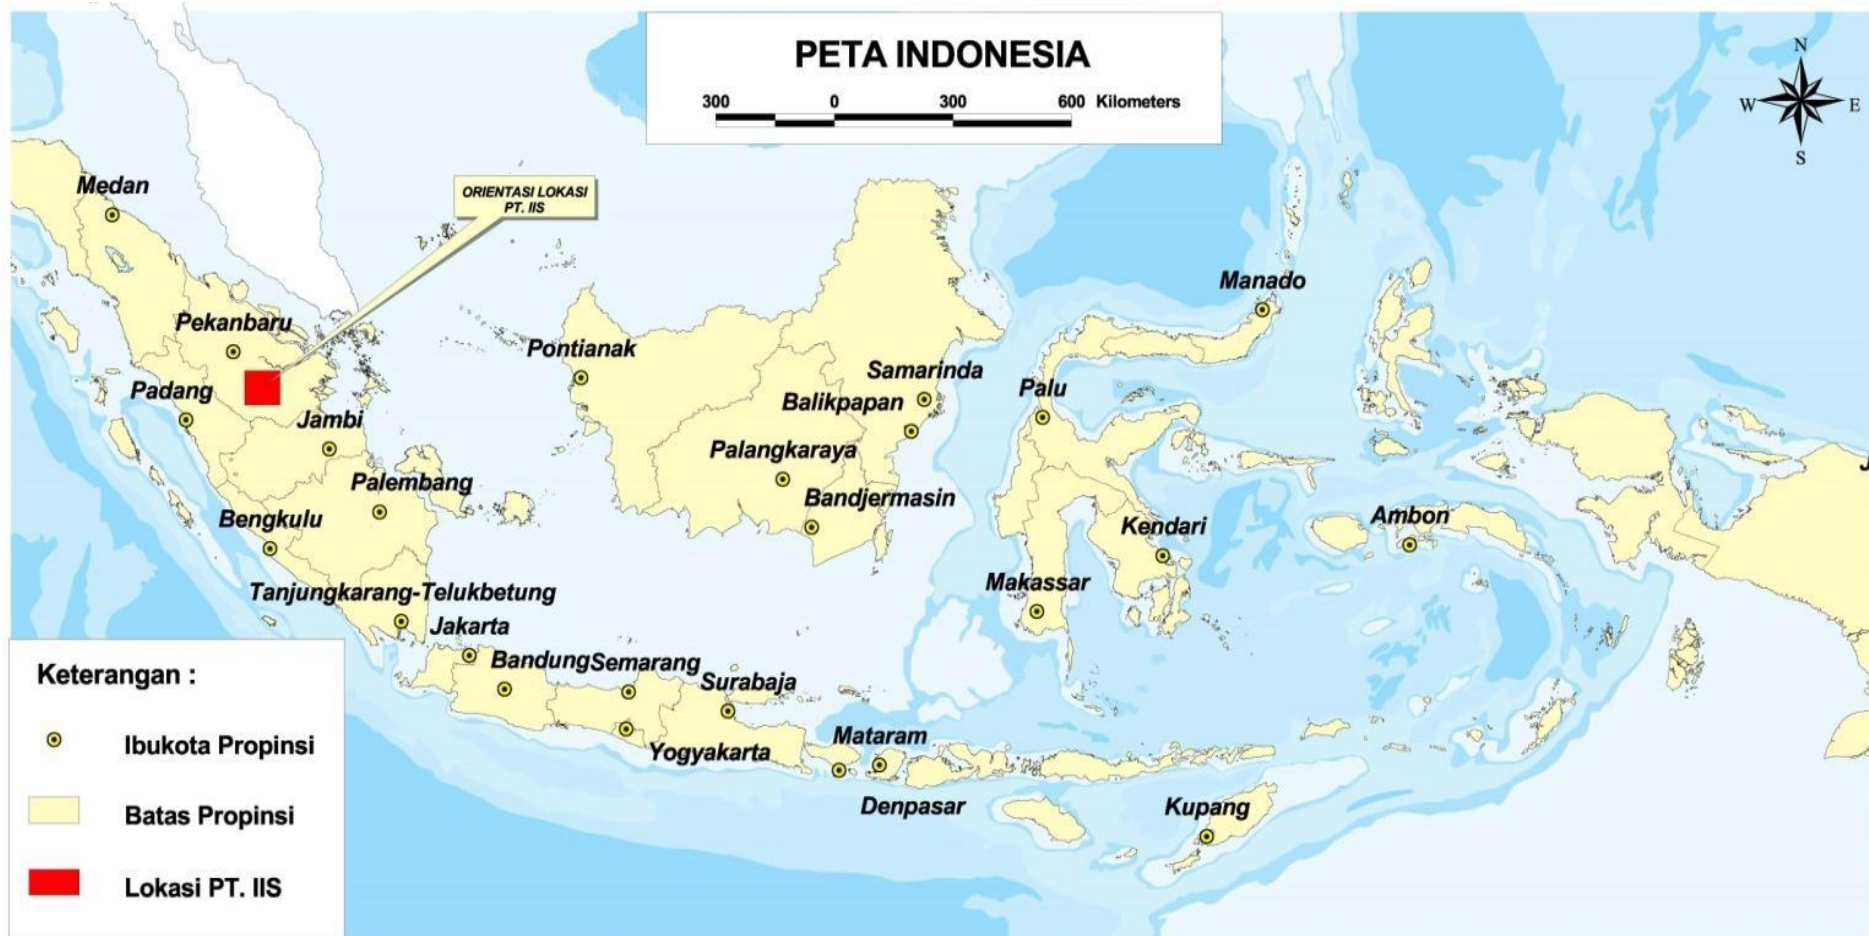 PETA INDONESIA
300 0 300 600 Kilometers
N
W E
S
ORIENTASI LOKASI
PT. IIS
Medan
Pekanbaru
Padang
Jambi
Palembang
Bengkulu
Tanjungkarang-Telukbetung
Jakarta
Bandung
Semarang
Surabaja
Yogyakarta
Mataram
Denpasar
Kupang
Pontianak
Samarinda
Balikpapan
Palangkaraya
Bandjermasin
Manado
Palu
Kendari
Makassar
Ambon
J
Keterangan :
Ibukota Propinsi
Batas Propinsi
Lokasi PT. IIS